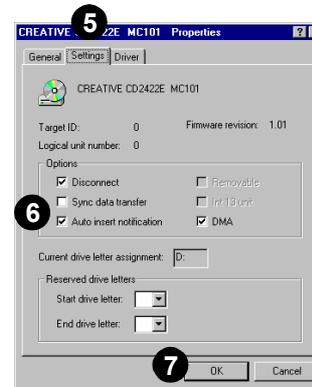 5
CREATIVE 22E MC101 Properties ?
General Settings Driver
CREATIVE CD2422E MC101
Target ID: 0 Firmware revision: 1.01
Logical unit number: 0
Options
Disconnect Removable
6 Sync data transfer Int 13 unit
Auto insert notification DMA
Current drive letter assignment: D:
Reserved drive letters
Start drive letter:
End drive letter:
7 OK Cancel